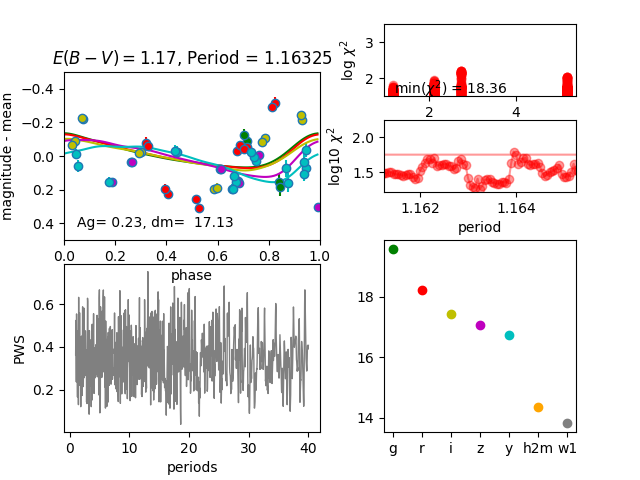 E(B − V) = 1.17, Period = 1.16325
−0.4
−0.2
0.0
0.2
0.4
magnitude - mean
Ag= 0.23, dm=  17.13
0.0 0.2 0.4 0.6 0.8 1.0
phase
3
2
log χ²
min(χ²) = 18.36
2 4
2.0
1.5
log10 χ²
1.162 1.164
period
0.6
0.4
0.2
PWS
0 10 20 30 40
periods
18
16
14
g r i z y h2m w1